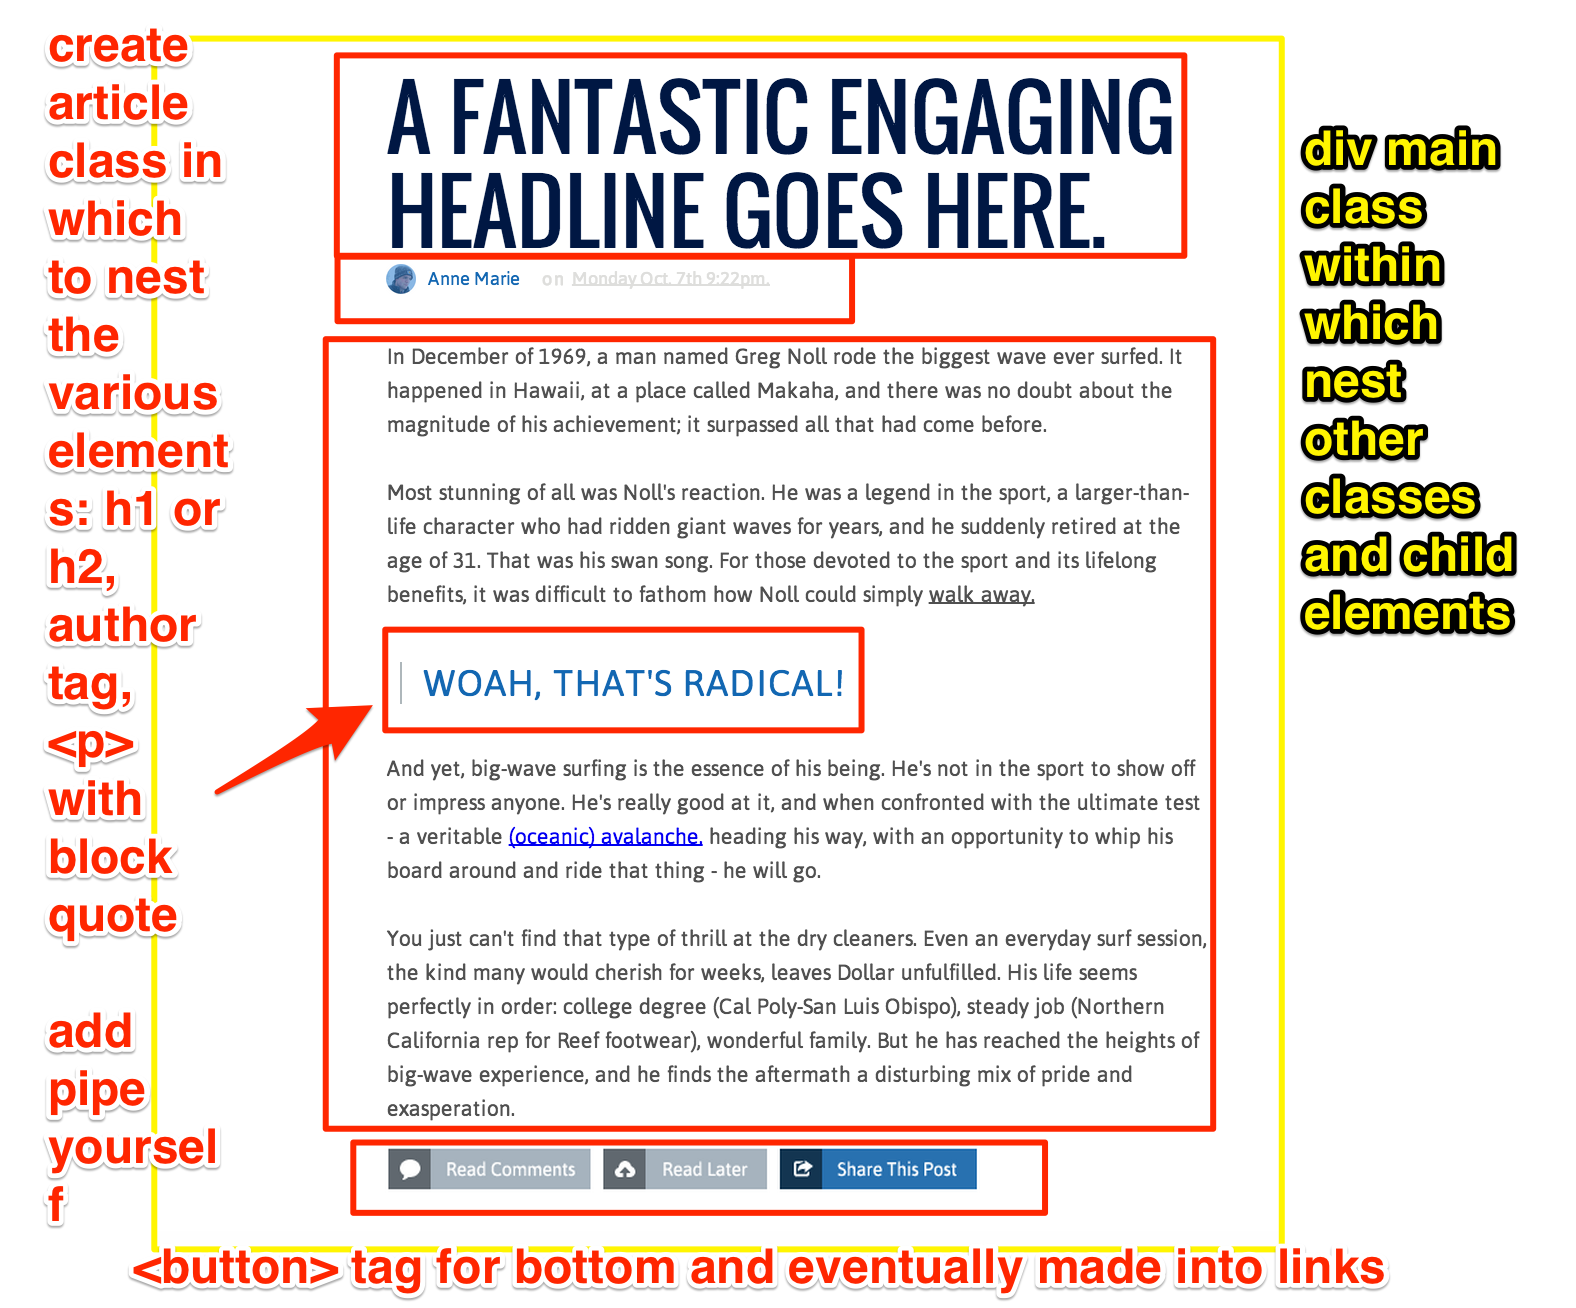 create
article
class in
which
to nest
the
various
element
s: h1 or
h2,
author
tag,
<p>
with
block
quote
add
pipe
yoursel
f
A FANTASTIC ENGAGING
HEADLINE GOES HERE.
Anne Marie on Monday Oct. 7th 9:22pm.
In December of 1969, a man named Greg Noll rode the biggest wave ever surfed. It
happened in Hawaii, at a place called Makaha, and there was no doubt about the
magnitude of his achievement; it surpassed all that had come before.
Most stunning of all was Noll's reaction. He was a legend in the sport, a larger-than-
life character who had ridden giant waves for years, and he suddenly retired at the
age of 31. That was his swan song. For those devoted to the sport and its lifelong
benefits, it was difficult to fathom how Noll could simply walk away.
WOAH, THAT'S RADICAL!
And yet, big-wave surfing is the essence of his being. He's not in the sport to show off
or impress anyone. He's really good at it, and when confronted with the ultimate test
- a veritable (oceanic) avalanche, heading his way, with an opportunity to whip his
board around and ride that thing - he will go.
You just can't find that type of thrill at the dry cleaners. Even an everyday surf session,
the kind many would cherish for weeks, leaves Dollar unfulfilled. His life seems
perfectly in order: college degree (Cal Poly-San Luis Obispo), steady job (Northern
California rep for Reef footwear), wonderful family. But he has reached the heights of
big-wave experience, and he finds the aftermath a disturbing mix of pride and
exasperation.
Read Comments Read Later Share This Post
div main
class
within
which
nest
other
classes
and child
elements
<button> tag for bottom and eventually made into links